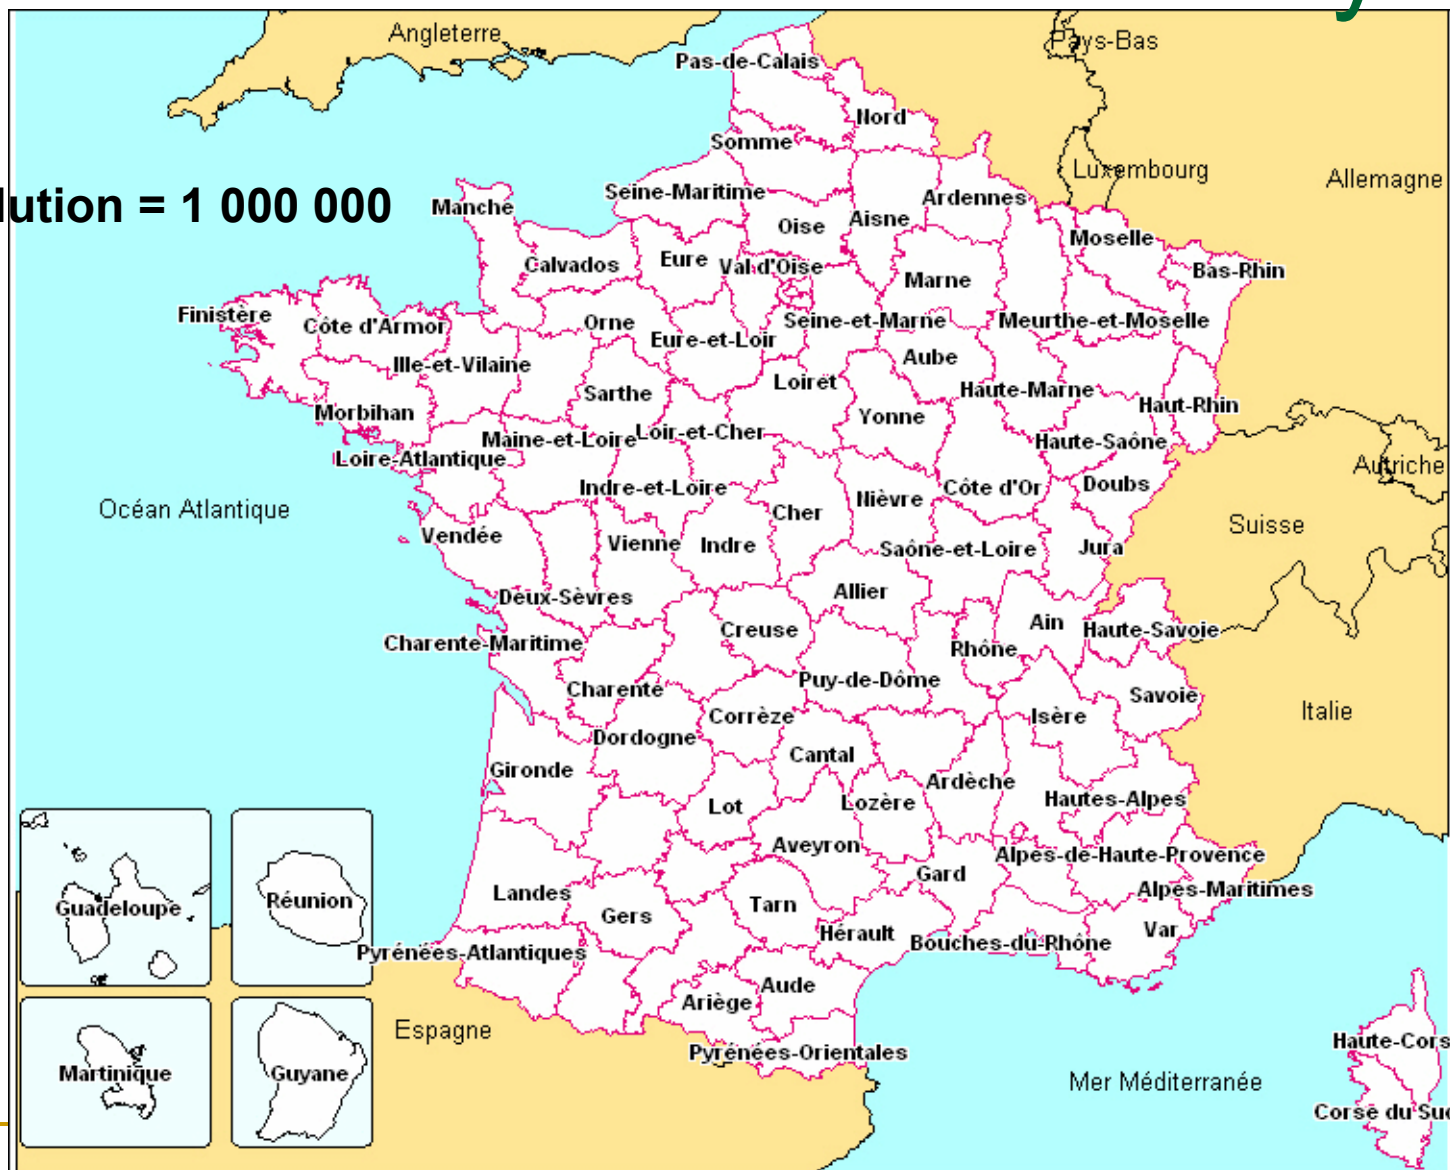 y
Angleterre
Pays-Bas
Pas-de-Calais
Nord
Somme
Luxembourg
Allemagne
Seine-Maritime
lution = 1 000 000
Manche
Ardennes
Oise
Aisne
Moselle
Calvados
Eure
Val d'Oise
Marne
Bas-Rhin
Finistère
Côte d'Armor
Orne
Seine-et-Marne
Meurthe-et-Moselle
Eure-et-Loir
Ille-et-Vilaine
Aube
Loiret
Sarthe
Haute-Marne
Haut-Rhin
Morbihan
Yonne
Maine-et-Loire
Loir-et-Cher
Haute-Saône
Loire-Atlantique
Autriche
Indre-et-Loire
Côte d'Or
Doubs
Nièvre
Océan Atlantique
Cher
Suisse
Vendée
Vienne
Indre
Saône-et-Loire
Jura
Allier
Deux-Sèvres
Creuse
Ain
Haute-Savoie
Charente-Maritime
Rhône
Puy-de-Dôme
Charente
Savoie
Corrèze
Isère
Italie
Dordogne
Cantal
Gironde
Ardèche
Lot
Lozère
Hautes-Alpes
Aveyron
Alpes-de-Haute-Provence
Gard
Alpes-Maritimes
Landes
Guadeloupe
Réunion
Tarn
Gers
Hérault
Var
Bouches-du-Rhône
Pyrénées-Atlantiques
Aude
Ariège
Espagne
Haute-Cors
Pyrénées-Orientales
Martinique
Guyane
Mer Méditerranée
Corse du Sud